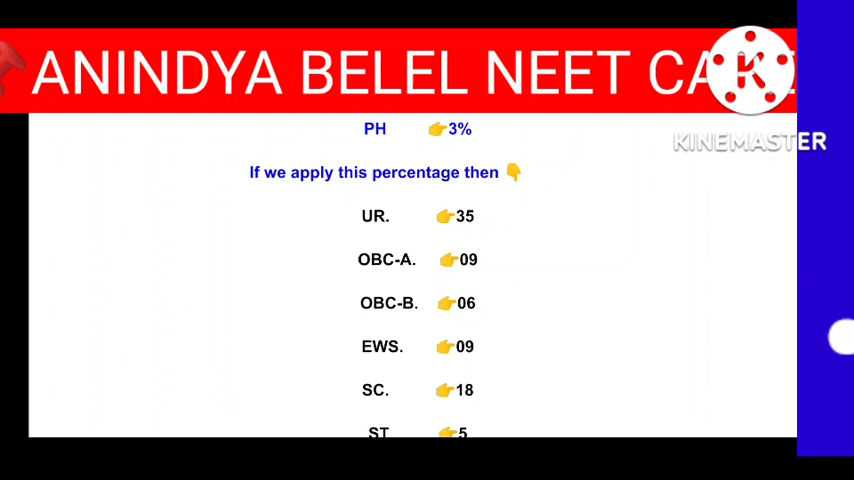 ANINDYA BELEL NEET
KINEMASTER
PH 👉3%
If we apply this percentage then 👇
UR. 👉35
OBC-A. 👉09
OBC-B. 👉06
EWS. 👉09
SC. 👉18
ST 👉5